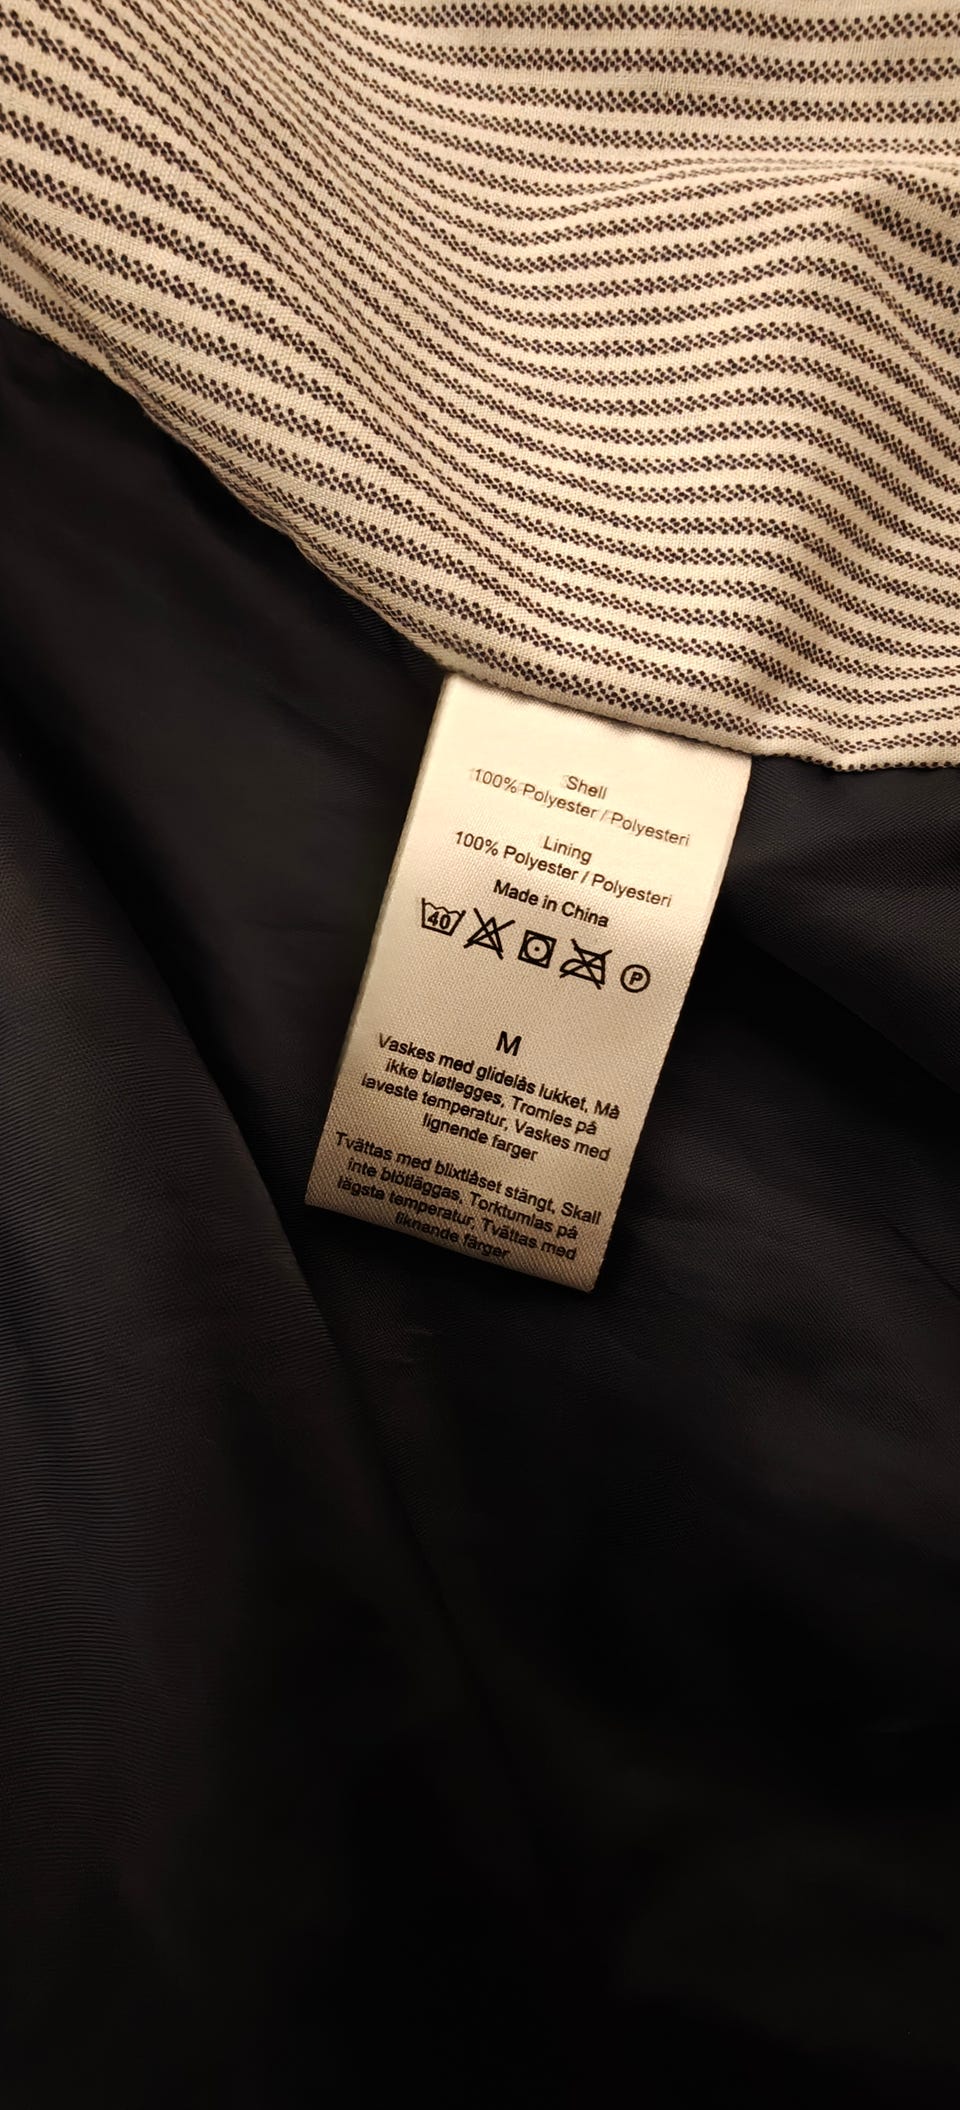 Shell
100% Polyester / Polyesteri
Lining
100% Polyester / Polyesteri
Made in China
40 P
M
Vaskes med glidelås lukket, Må
ikke bløtlegges, Tromles på
laveste temperatur, Vaskes med
lignende farger
Tvättas med blixtlåset stängt, Skall
inte blötläggas, Torktumlas på
lägsta temperatur, Tvättas med
liknande färger